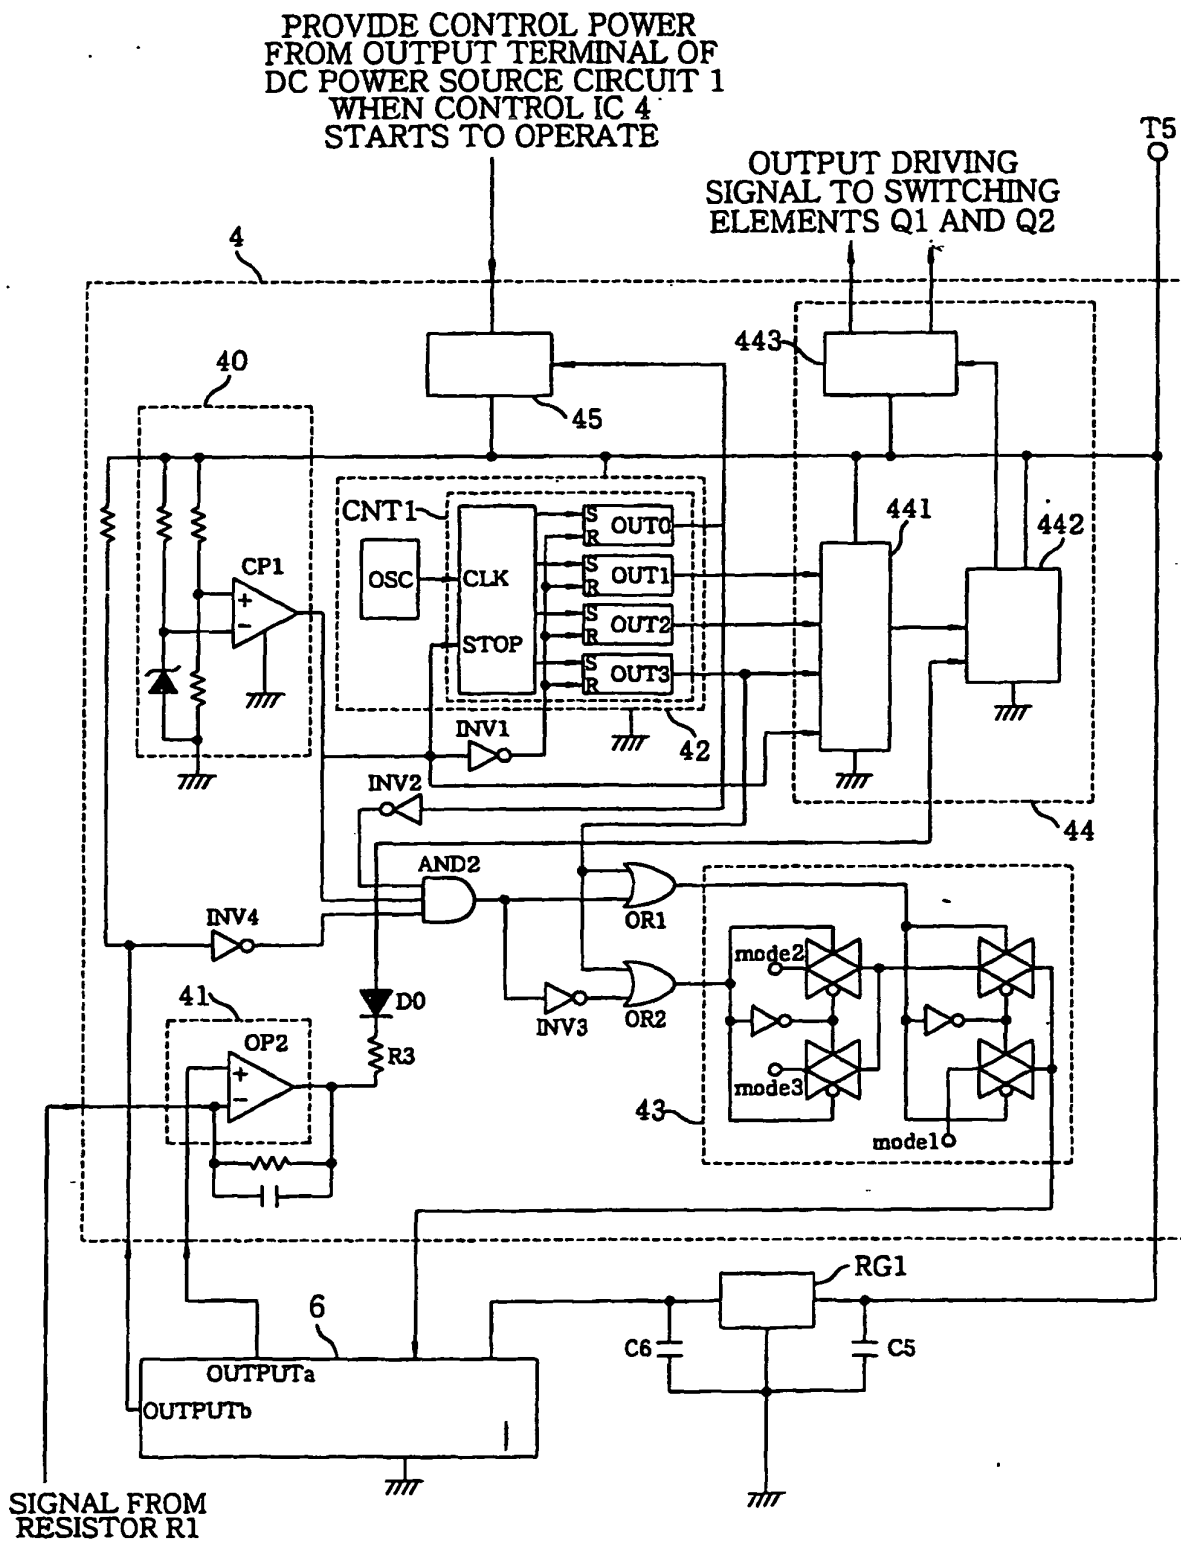 PROVIDE CONTROL POWER
FROM OUTPUT TERMINAL OF
DC POWER SOURCE CIRCUIT 1
WHEN CONTROL IC 4
STARTS TO OPERATE
T5
OUTPUT DRIVING
SIGNAL TO SWITCHING
ELEMENTS Q1 AND Q2
4
443
40
45
CNT1
S
R
OUT0
441
442
OSC
CLK
S
R
OUT1
CP1
+
−
S
R
OUT2
STOP
S
R
OUT3
INV1
42
INV2
44
AND2
OR1
INV4
mode2
41
D0
OP2
INV3
OR2
R3
+
−
mode3
43
mode1
RG1
6
C6
C5
OUTPUTa
OUTPUTb
SIGNAL FROM
RESISTOR R1